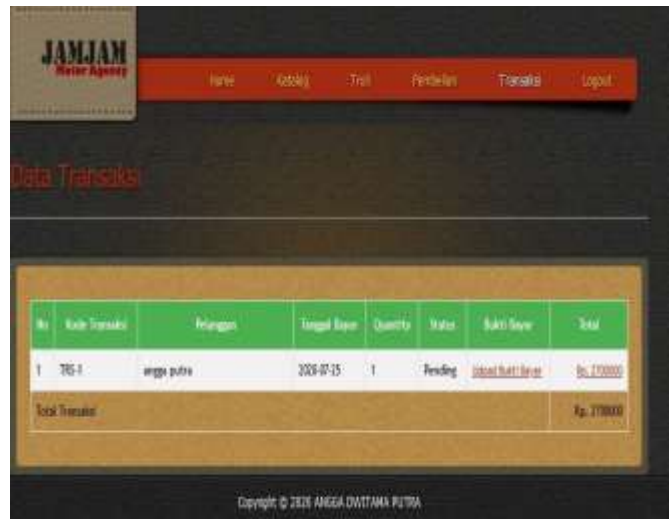 JAMJAM
Motor Agency
Home Katalog Troli Pembelian Transaksi Logout
Data Transaksi
No Kode Transaksi Pelanggan Tanggal Bayar Quantity Status Bukti Bayar Total
1 TRS-1 angga putra 2020-07-15 1 Pending Upload Bukti Bayar Rp. 2700000
Total Transaksi Rp. 2700000
Copyright © 2020 ANGGA DWITAMA PUTRA